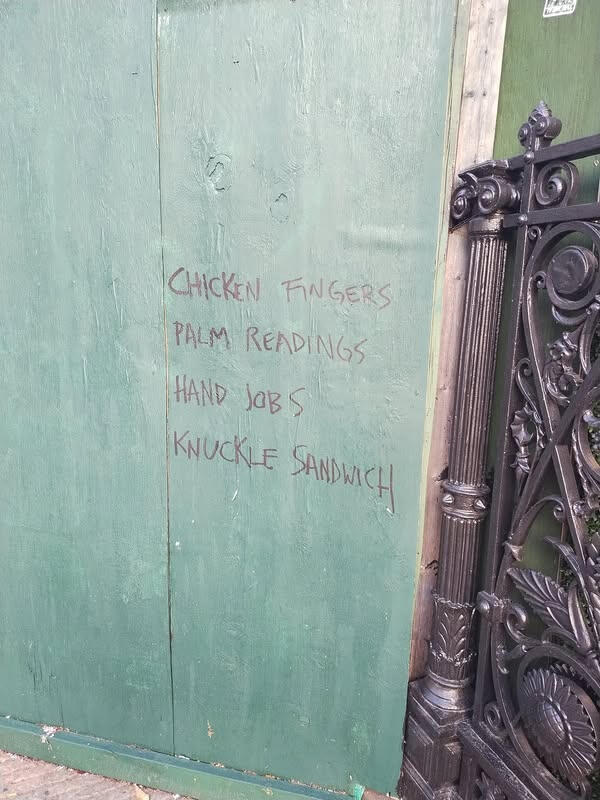 CHICKEN FINGERS
PALM READINGS
HAND JOBS
KNUCKLE SANDWICH